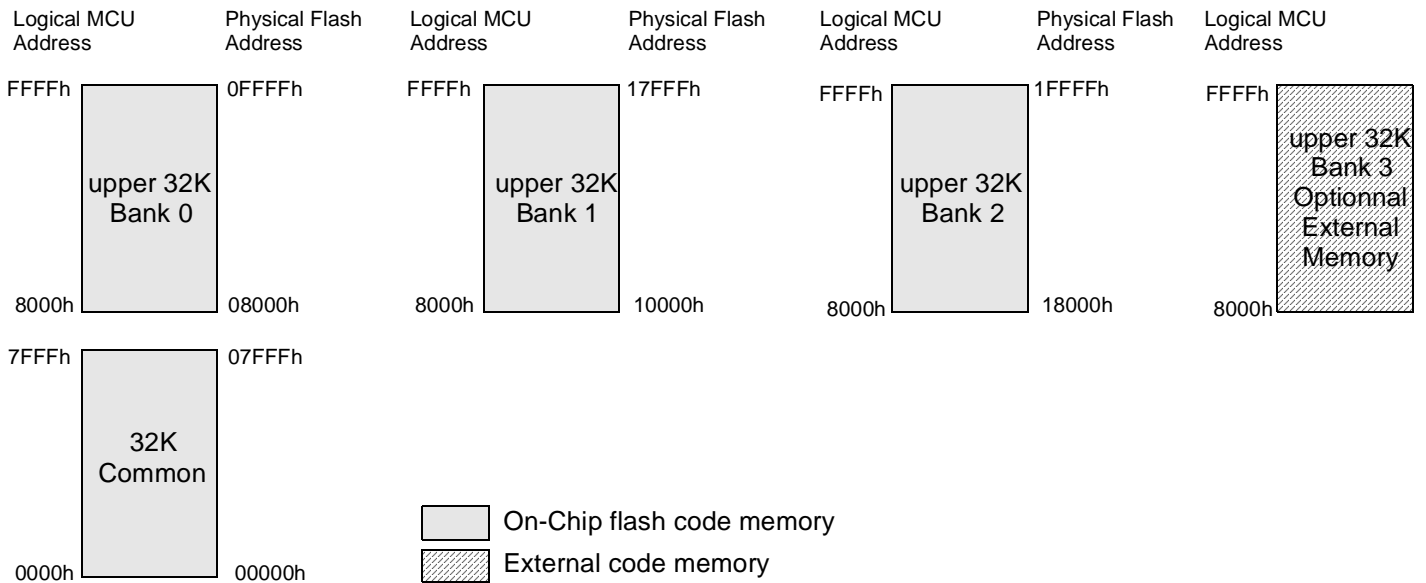 Logical MCU
Address
Physical Flash
Address
Logical MCU
Address
Physical Flash
Address
Logical MCU
Address
Physical Flash
Address
Logical MCU
Address
FFFFh
0FFFFh
FFFFh
17FFFh
FFFFh
1FFFFh
FFFFh
upper 32K
Bank 0
upper 32K
Bank 1
upper 32K
Bank 2
upper 32K
Bank 3
Optionnal
External
Memory
8000h
08000h
8000h
10000h
8000h
18000h
8000h
7FFFh
07FFFh
32K
Common
0000h
00000h
On-Chip flash code memory
External code memory